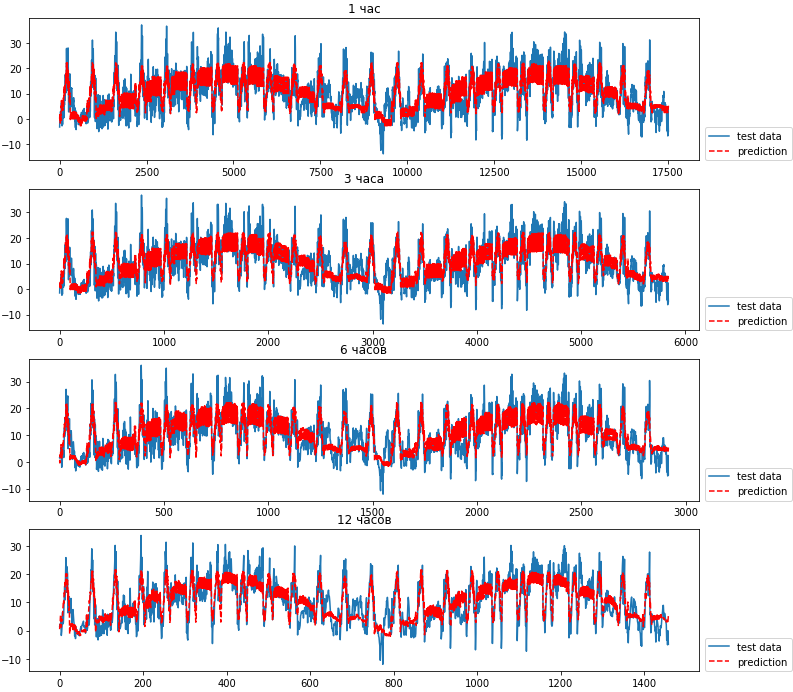 1 час
30
20
10
0
−10
0 2500 5000 7500 10000 12500 15000 17500
test data
prediction
3 часа
30
20
10
0
−10
0 1000 2000 3000 4000 5000 6000
test data
prediction
6 часов
30
20
10
0
−10
0 500 1000 1500 2000 2500 3000
test data
prediction
12 часов
30
20
10
0
−10
0 200 400 600 800 1000 1200 1400
test data
prediction